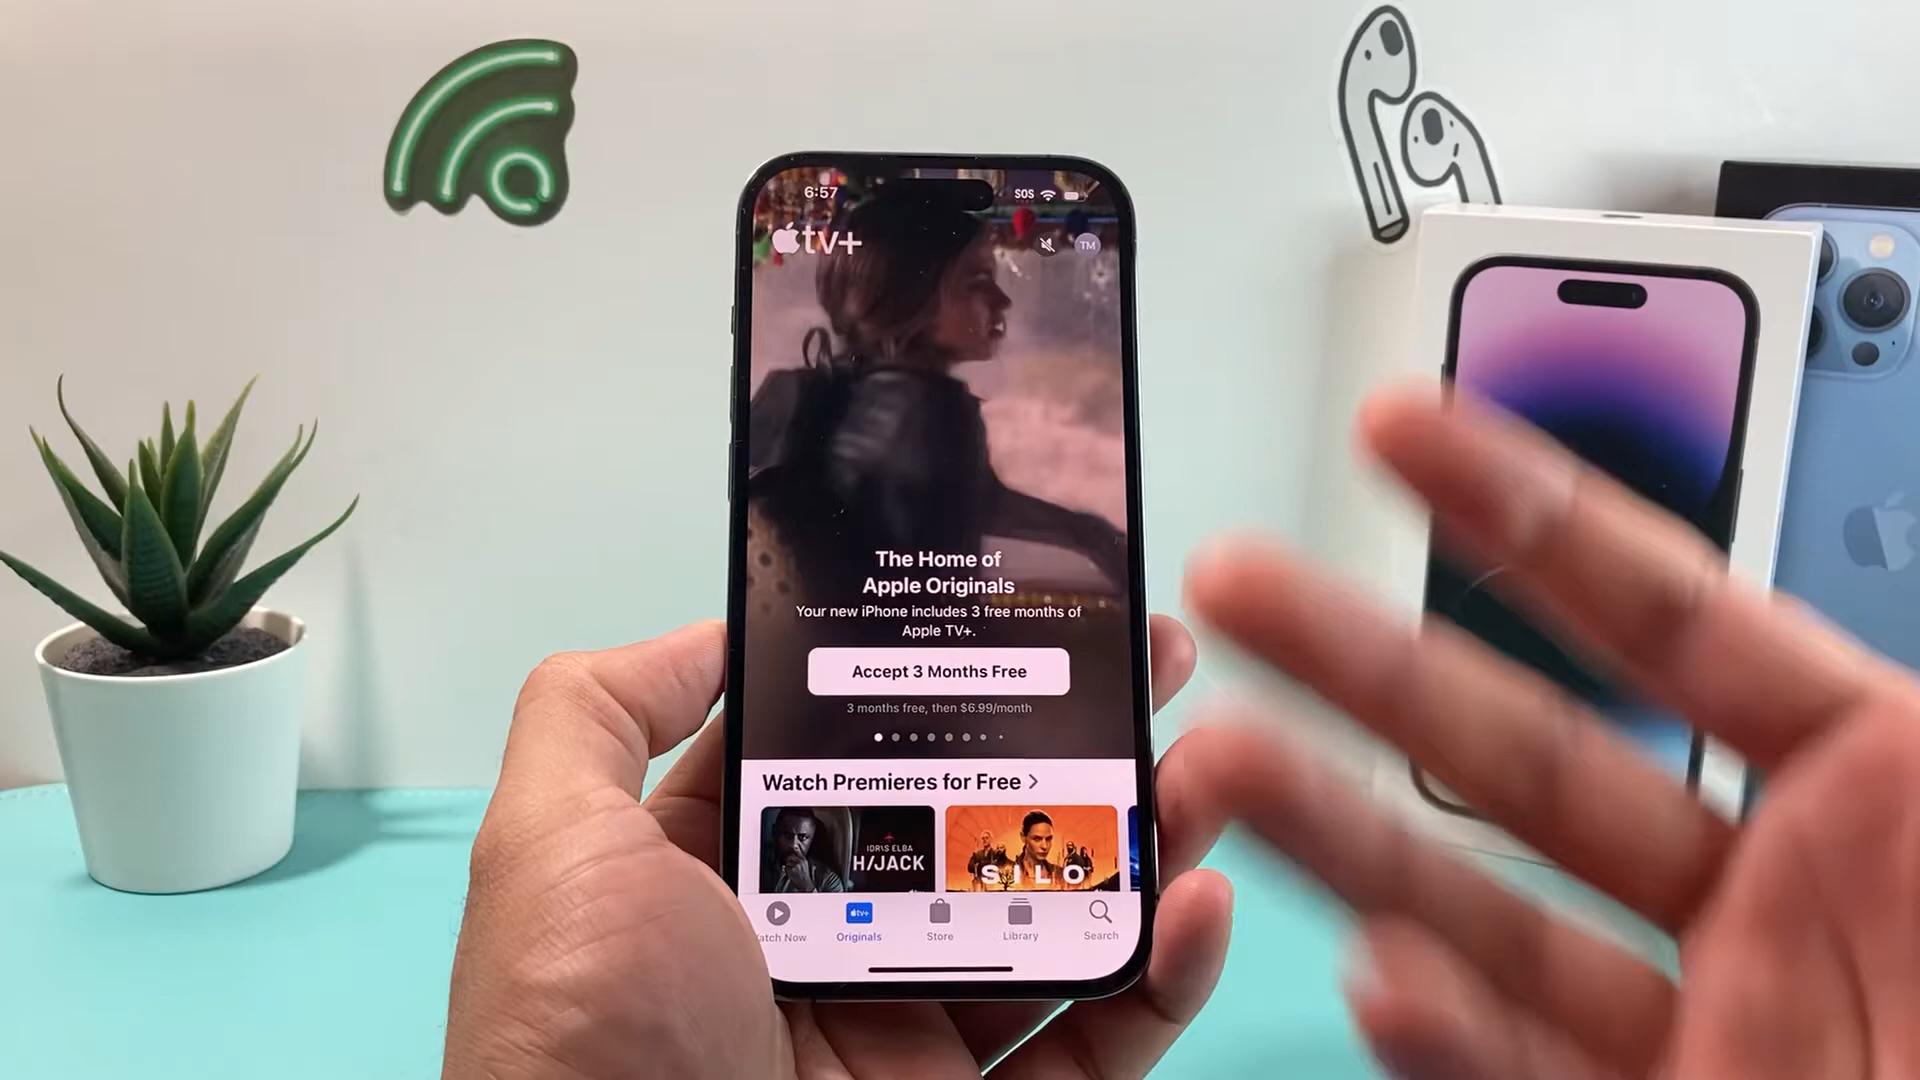 6:57
SOS
tv+
TM
The Home of
Apple Originals
Your new iPhone includes 3 free months of
Apple TV+.
Accept 3 Months Free
3 months free, then $6.99/month
Watch Premieres for Free
IDRIS ELBA
H/JACK
SILO
atch Now
tv+
Originals
Store
Library
Search